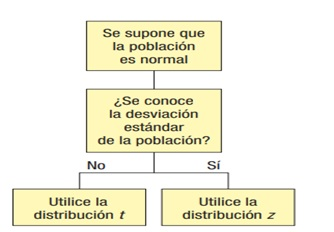 Se supone que
la población
es normal
¿Se conoce
la desviación
estándar
de la población?
No
Sí
Utilice la
distribución t
Utilice la
distribución z